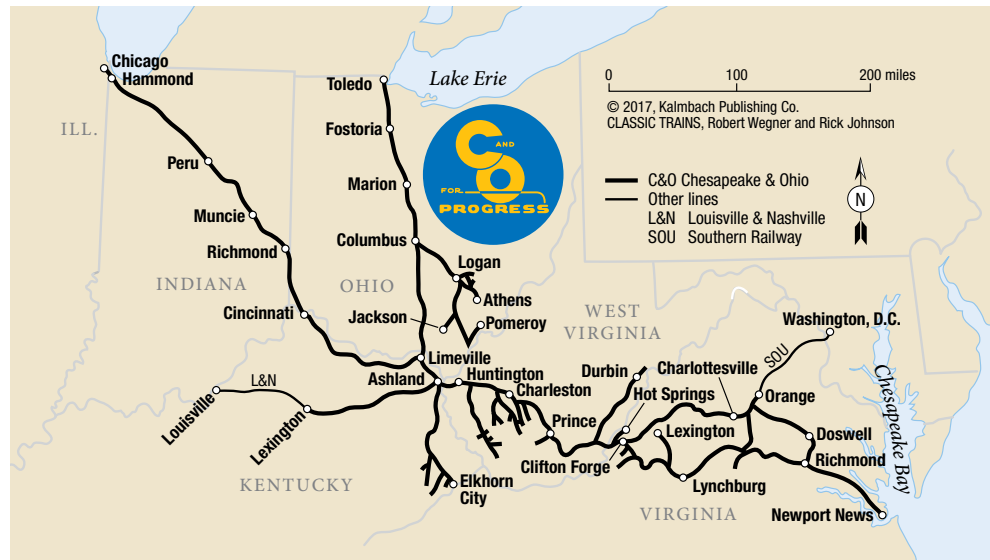 Chicago
Hammond
Toledo
Lake Erie
0 100 200 miles
© 2017, Kalmbach Publishing Co.
CLASSIC TRAINS, Robert Wegner and Rick Johnson
ILL.
Fostoria
C AND
O
FOR
PROGRESS
Peru
Marion
C&O Chesapeake & Ohio
Other lines
L&N Louisville & Nashville
SOU Southern Railway
N
Muncie
Richmond
Columbus
Logan
INDIANA
OHIO
Athens
Cincinnati
Jackson
Pomeroy
WEST
VIRGINIA
Washington, D.C.
SOU
Limeville
Ashland
Huntington
Durbin
Charlottesville
L&N
Charleston
Hot Springs
Orange
Chesapeake Bay
Louisville
Lexington
Prince
Lexington
Doswell
Clifton Forge
Richmond
KENTUCKY
Elkhorn
City
Lynchburg
VIRGINIA
Newport News